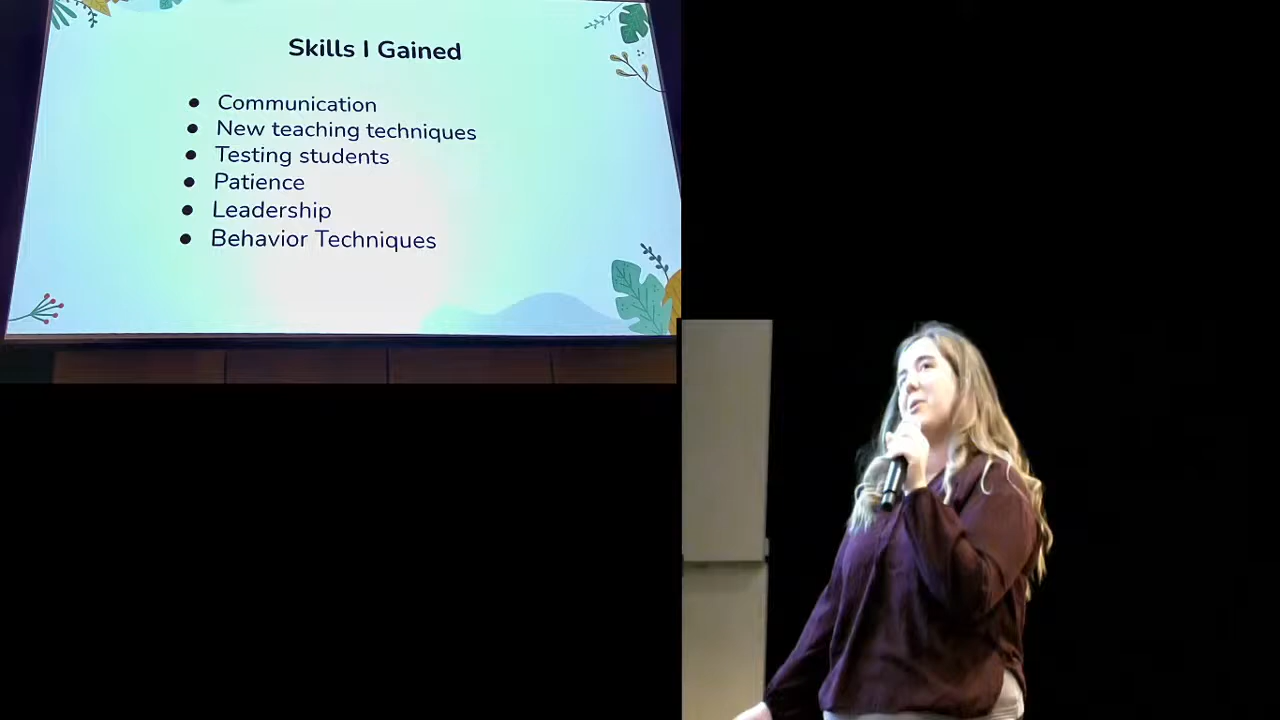 Skills I Gained
● Communication
● New teaching techniques
● Testing students
● Patience
● Leadership
● Behavior Techniques